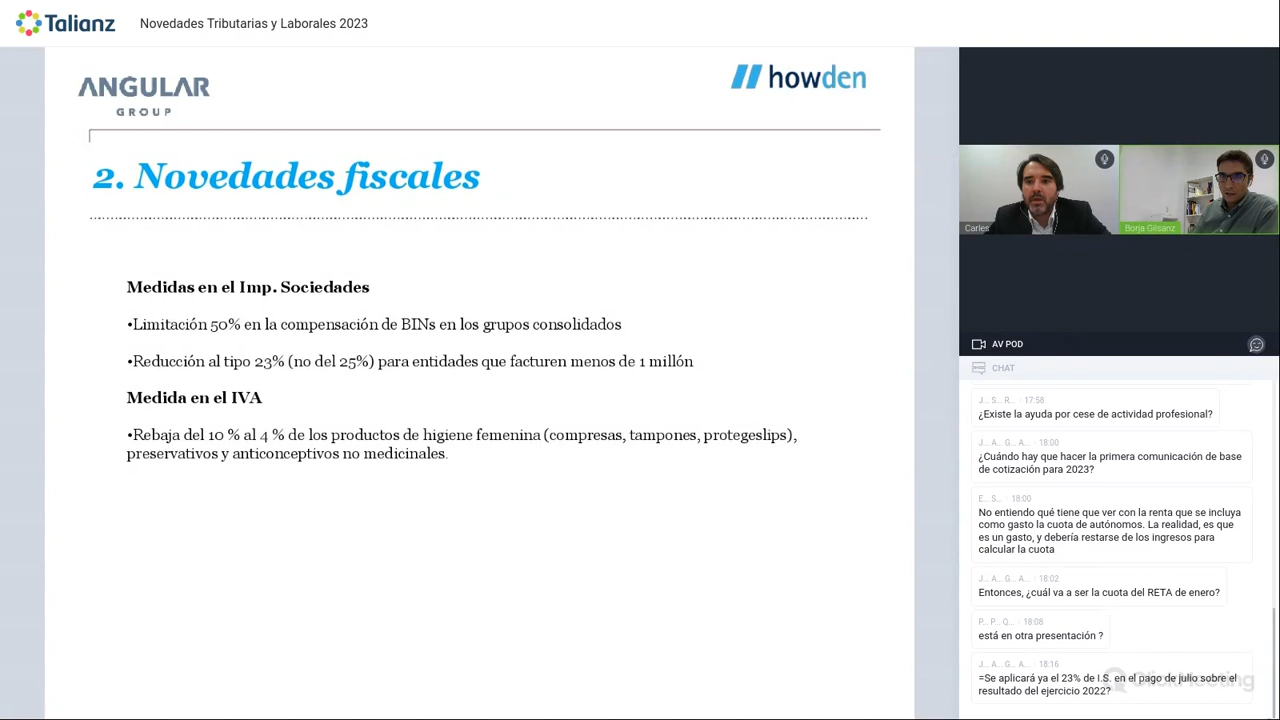 Talianz
Novedades Tributarias y Laborales 2023
ANGULAR
GROUP
howden
2. Novedades fiscales
Medidas en el Imp. Sociedades
•Limitación 50% en la compensación de BINs en los grupos consolidados
•Reducción al tipo 23% (no del 25%) para entidades que facturen menos de 1 millón
Medida en el IVA
•Rebaja del 10 % al 4 % de los productos de higiene femenina (compresas, tampones, protegeslips),
preservativos y anticonceptivos no medicinales.
Carles
Borja Gilsanz
AV POD
CHAT
J... S... R... · 17:58
¿Existe la ayuda por cese de actividad profesional?
J... A... G... A... · 18:00
¿Cuándo hay que hacer la primera comunicación de base
de cotización para 2023?
E... S... · 18:00
No entiendo qué tiene que ver con la renta que se incluya
como gasto la cuota de autónomos. La realidad, es que
es un gasto, y debería restarse de los ingresos para
calcular la cuota
J... A... G... A... · 18:02
Entonces, ¿cuál va a ser la cuota del RETA de enero?
P... P... Q... · 18:08
está en otra presentación ?
J... A... G... A... · 18:16
=Se aplicará ya el 23% de I.S. en el pago de julio sobre el
resultado del ejercicio 2022?
ClickMeeting